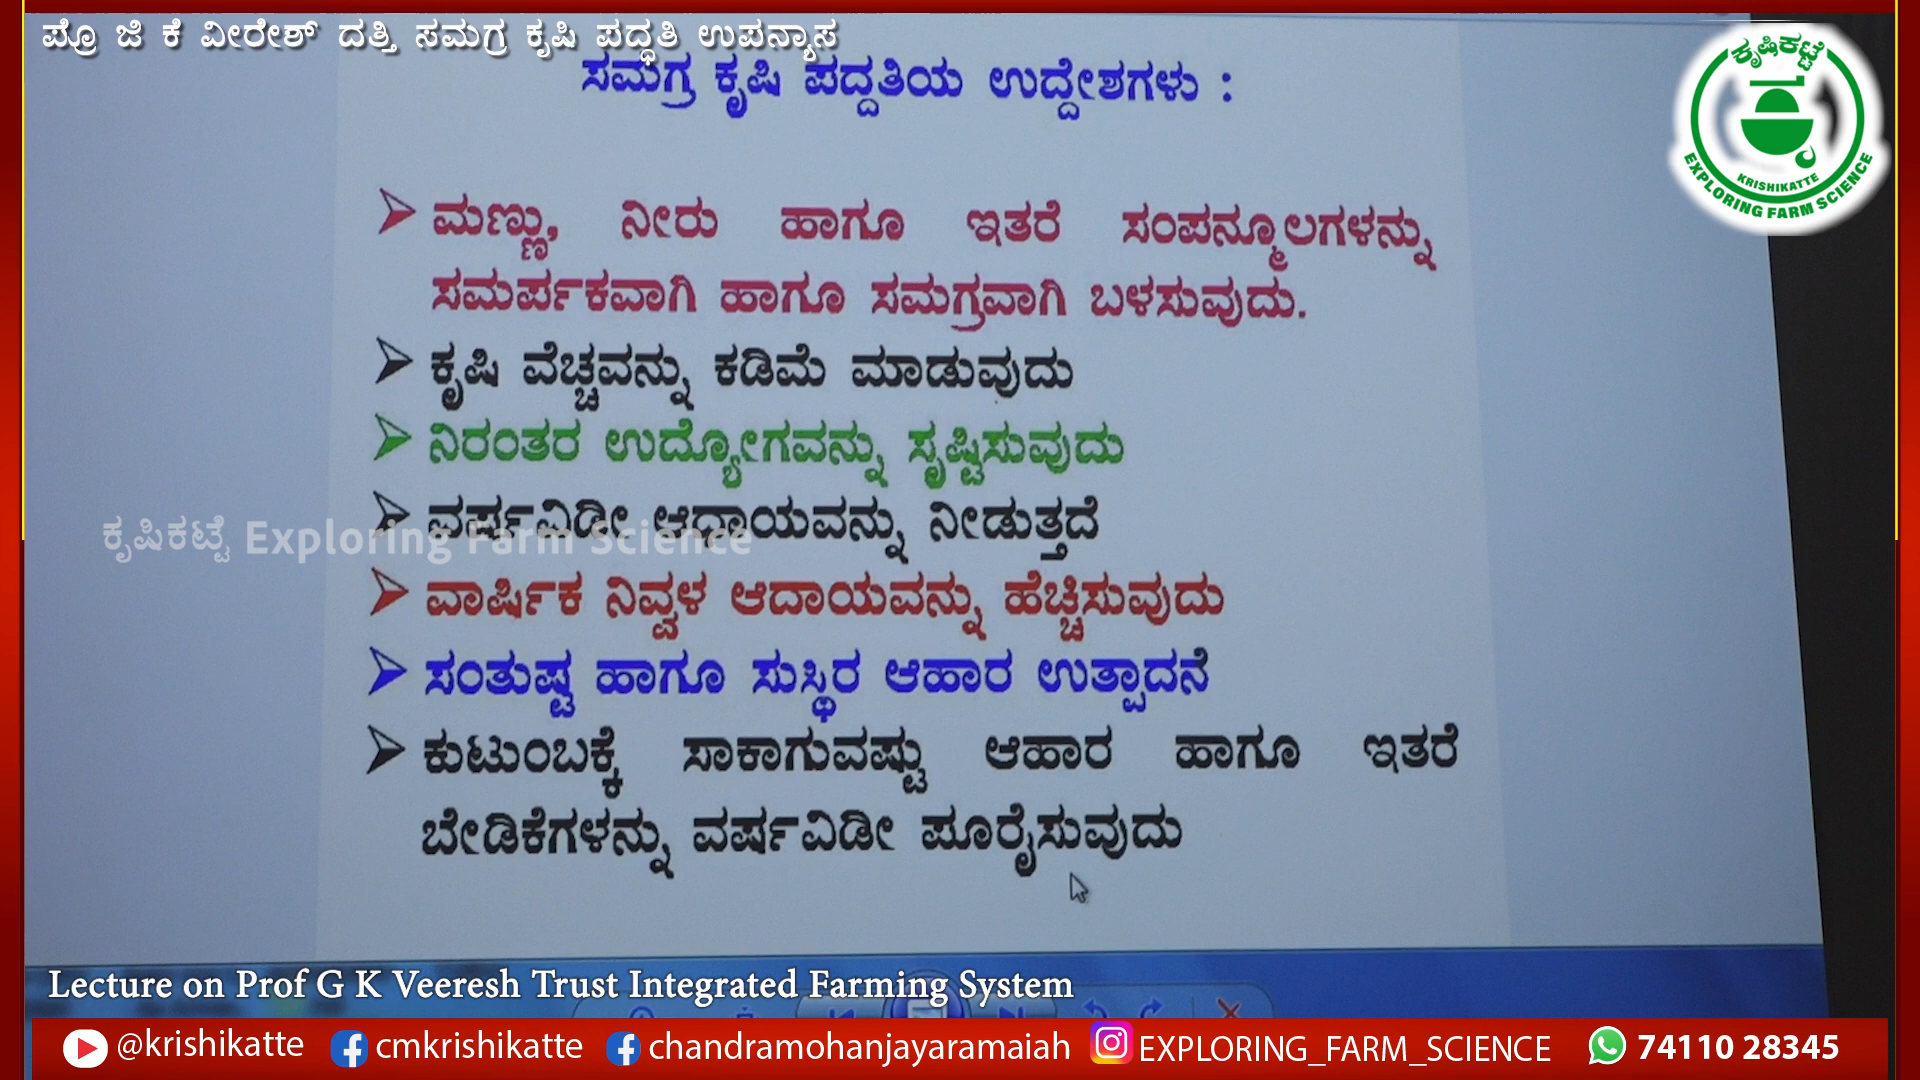 ಪ್ರೊ ಜಿ ಕೆ ವೀರೇಶ್ ದತ್ತಿ ಸಮಗ್ರ ಕೃಷಿ ಪದ್ಧತಿ ಉಪನ್ಯಾಸ
ಸಮಗ್ರ ಕೃಷಿ ಪದ್ದತಿಯ ಉದ್ದೇಶಗಳು :
ಕೃಷಿಕಟ್ಟೆ
KRISHIKATTE
EXPLORING FARM SCIENCE
ಮಣ್ಣು, ನೀರು ಹಾಗೂ ಇತರೆ ಸಂಪನ್ಮೂಲಗಳನ್ನು
ಸಮರ್ಪಕವಾಗಿ ಹಾಗೂ ಸಮಗ್ರವಾಗಿ ಬಳಸುವುದು.
ಕೃಷಿ ವೆಚ್ಚವನ್ನು ಕಡಿಮೆ ಮಾಡುವುದು
ನಿರಂತರ ಉದ್ಯೋಗವನ್ನು ಸೃಷ್ಟಿಸುವುದು
ವರ್ಷವಿಡೀ ಆದಾಯವನ್ನು ನೀಡುತ್ತದೆ
ಕೃಷಿಕಟ್ಟೆ Exploring Farm Science
ವಾರ್ಷಿಕ ನಿವ್ವಳ ಆದಾಯವನ್ನು ಹೆಚ್ಚಿಸುವುದು
ಸಂತುಷ್ಟ ಹಾಗೂ ಸುಸ್ಥಿರ ಆಹಾರ ಉತ್ಪಾದನೆ
ಕುಟುಂಬಕ್ಕೆ ಸಾಕಾಗುವಷ್ಟು ಆಹಾರ ಹಾಗೂ ಇತರೆ
ಬೇಡಿಕೆಗಳನ್ನು ವರ್ಷವಿಡೀ ಪೂರೈಸುವುದು
Lecture on Prof G K Veeresh Trust Integrated Farming System
@krishikatte cmkrishikatte chandramohanjayaramaiah EXPLORING_FARM_SCIENCE 74110 28345